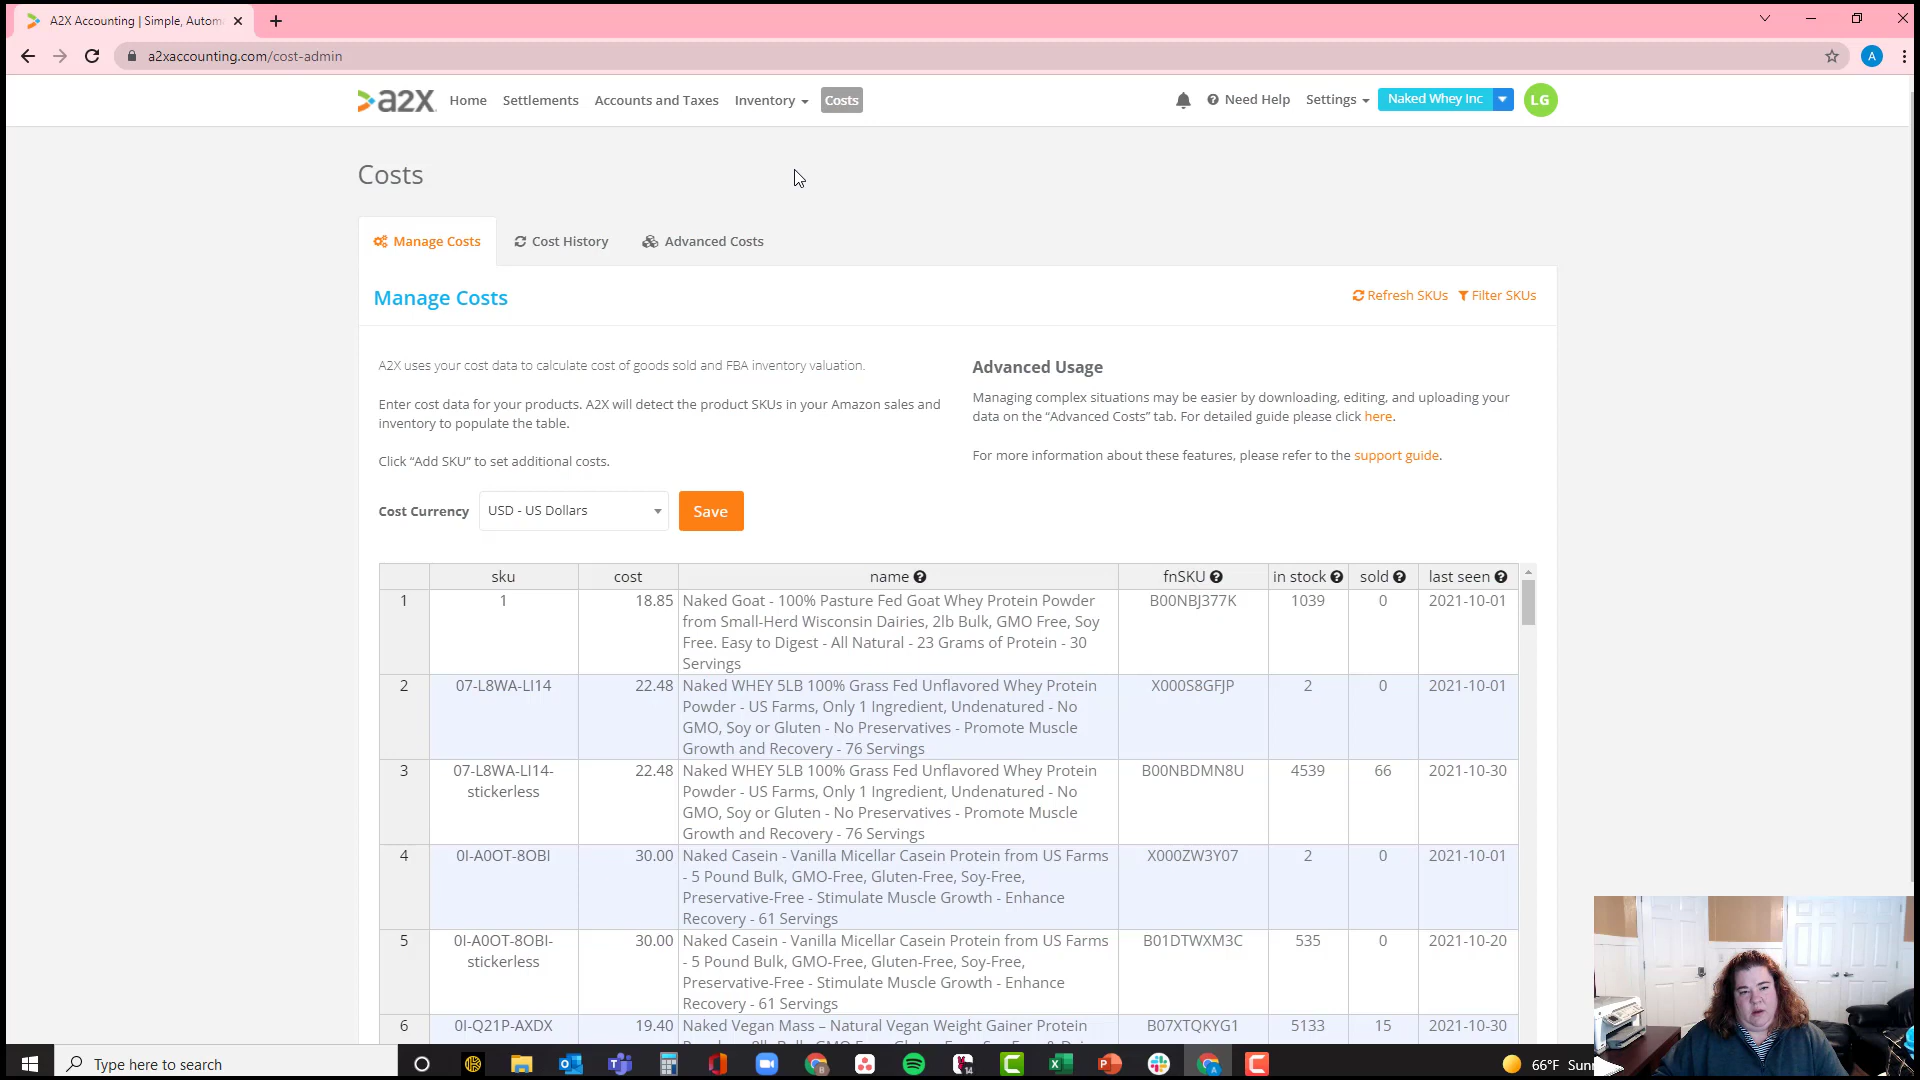 A2X Accounting | Simple, Autom
a2xaccounting.com/cost-admin
A
a2X Home Settlements Accounts and Taxes Inventory Costs Need Help Settings Naked Whey Inc LG
Costs
Manage Costs Cost History Advanced Costs
Manage Costs Refresh SKUs Filter SKUs
A2X uses your cost data to calculate cost of goods sold and FBA inventory valuation.
Enter cost data for your products. A2X will detect the product SKUs in your Amazon sales and
inventory to populate the table.
Click “Add SKU” to set additional costs.
Advanced Usage
Managing complex situations may be easier by downloading, editing, and uploading your
data on the “Advanced Costs” tab. For detailed guide please click here.
For more information about these features, please refer to the support guide.
Cost Currency USD - US Dollars Save
sku cost name fnSKU in stock sold last seen
1 1 18.85 Naked Goat - 100% Pasture Fed Goat Whey Protein Powder B00NBJ377K 1039 0 2021-10-01
from Small-Herd Wisconsin Dairies, 2lb Bulk, GMO Free, Soy
Free. Easy to Digest - All Natural - 23 Grams of Protein - 30
Servings
2 07-L8WA-LI14 22.48 Naked WHEY 5LB 100% Grass Fed Unflavored Whey Protein X000S8GFJP 2 0 2021-10-01
Powder - US Farms, Only 1 Ingredient, Undenatured - No
GMO, Soy or Gluten - No Preservatives - Promote Muscle
Growth and Recovery - 76 Servings
3 07-L8WA-LI14- 22.48 Naked WHEY 5LB 100% Grass Fed Unflavored Whey Protein B00NBDMN8U 4539 66 2021-10-30
stickerless Powder - US Farms, Only 1 Ingredient, Undenatured - No
GMO, Soy or Gluten - No Preservatives - Promote Muscle
Growth and Recovery - 76 Servings
4 0I-A0OT-8OBI 30.00 Naked Casein - Vanilla Micellar Casein Protein from US Farms X000ZW3Y07 2 0 2021-10-01
- 5 Pound Bulk, GMO-Free, Gluten-Free, Soy-Free,
Preservative-Free - Stimulate Muscle Growth - Enhance
Recovery - 61 Servings
5 0I-A0OT-8OBI- 30.00 Naked Casein - Vanilla Micellar Casein Protein from US Farms B01DTWXM3C 535 0 2021-10-20
stickerless - 5 Pound Bulk, GMO-Free, Gluten-Free, Soy-Free,
Preservative-Free - Stimulate Muscle Growth - Enhance
Recovery - 61 Servings
6 0I-Q21P-AXDX 19.40 Naked Vegan Mass – Natural Vegan Weight Gainer Protein B07XTQKYG1 5133 15 2021-10-30
Type here to search 66°F Sunn